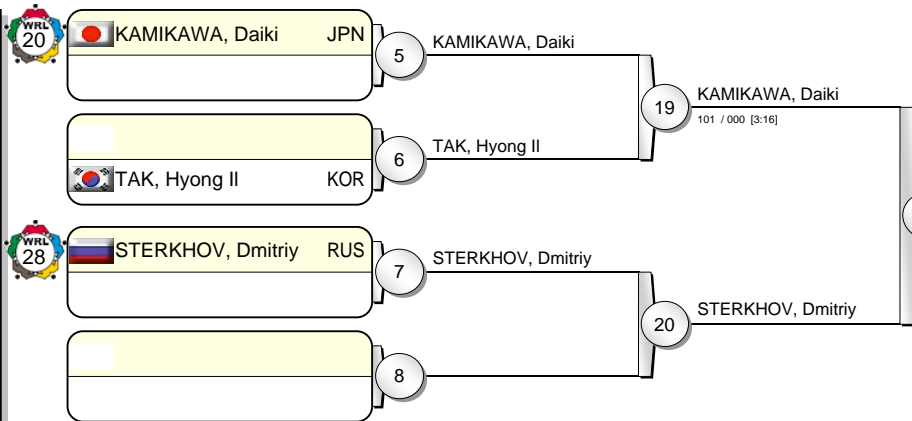 WRL
20
KAMIKAWA, Daiki JPN
5
KAMIKAWA, Daiki
19
KAMIKAWA, Daiki
101 / 000 [3:16]
6
TAK, Hyong Il
TAK, Hyong Il KOR
WRL
28
STERKHOV, Dmitriy RUS
7
STERKHOV, Dmitriy
20
STERKHOV, Dmitriy
8